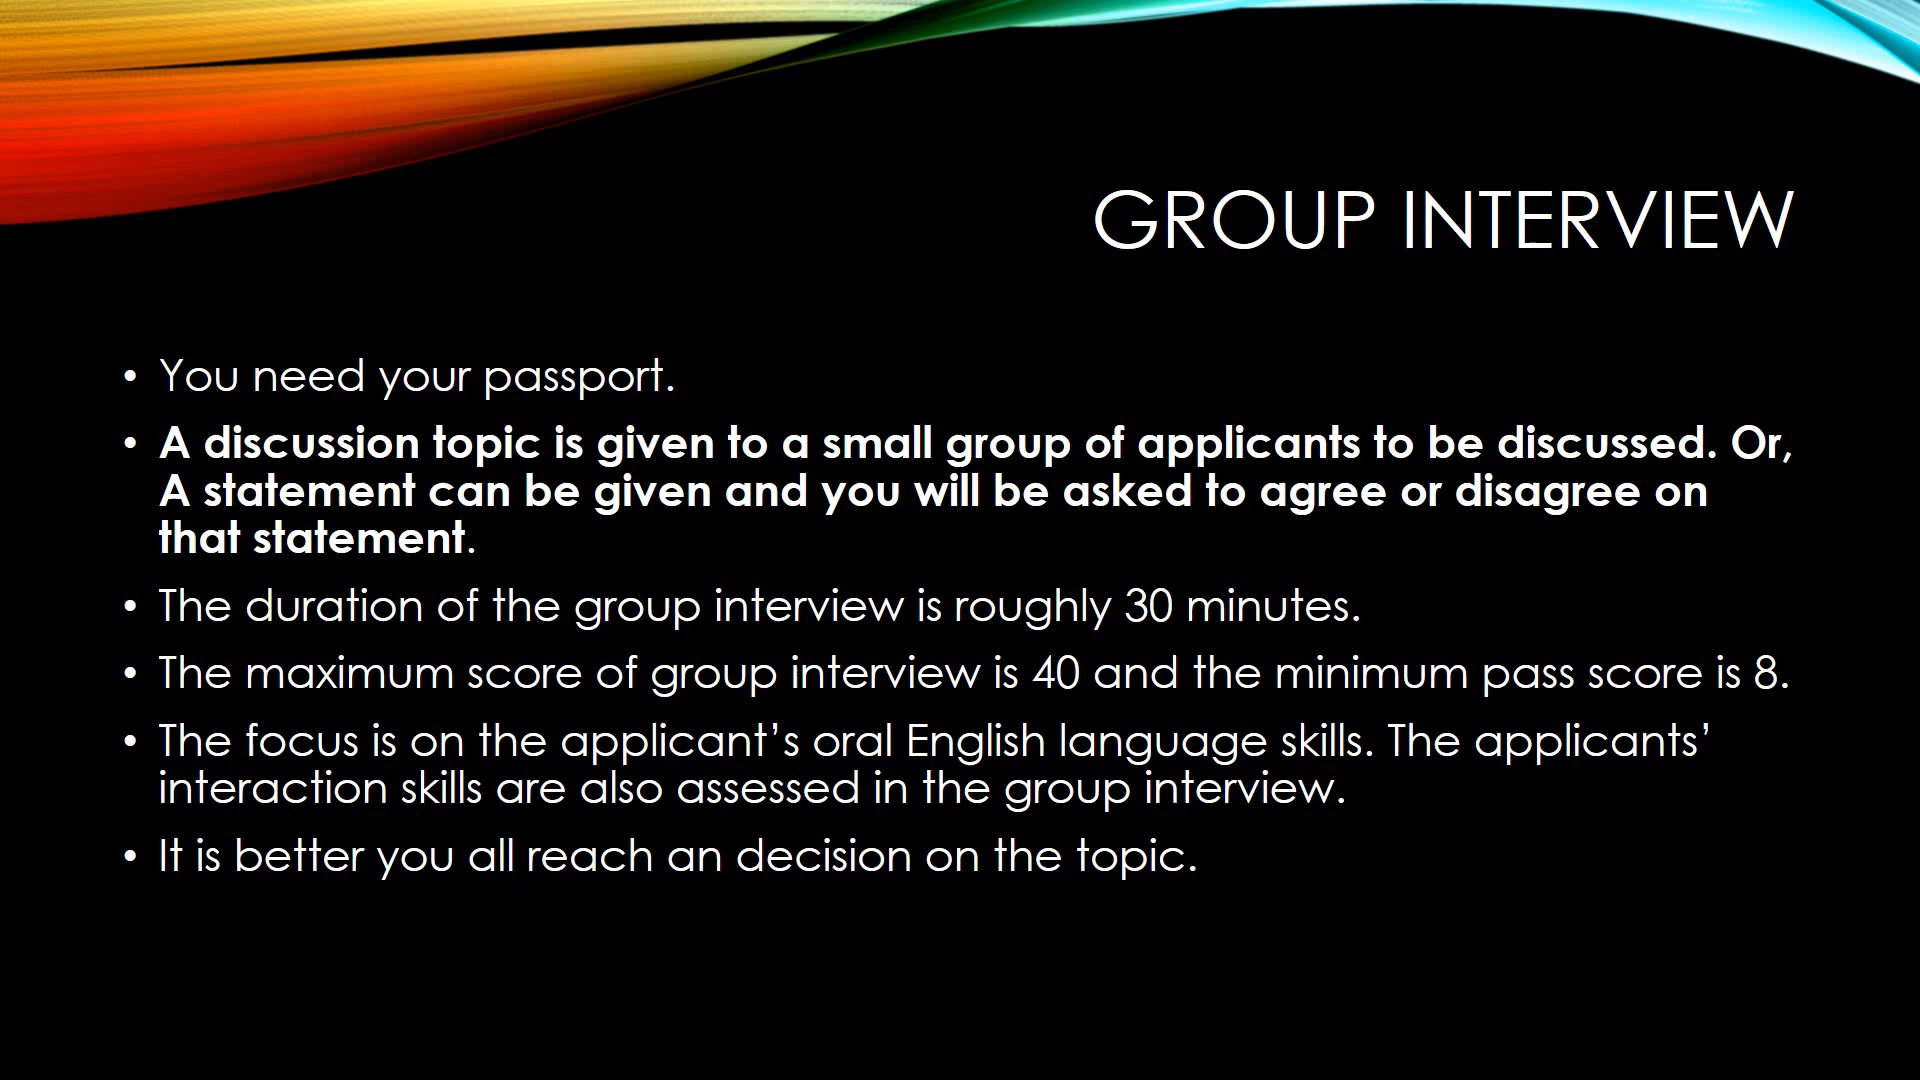 GROUP INTERVIEW
• You need your passport.
• A discussion topic is given to a small group of applicants to be discussed. Or,
A statement can be given and you will be asked to agree or disagree on
that statement.
• The duration of the group interview is roughly 30 minutes.
• The maximum score of group interview is 40 and the minimum pass score is 8.
• The focus is on the applicant’s oral English language skills. The applicants’
interaction skills are also assessed in the group interview.
• It is better you all reach an decision on the topic.